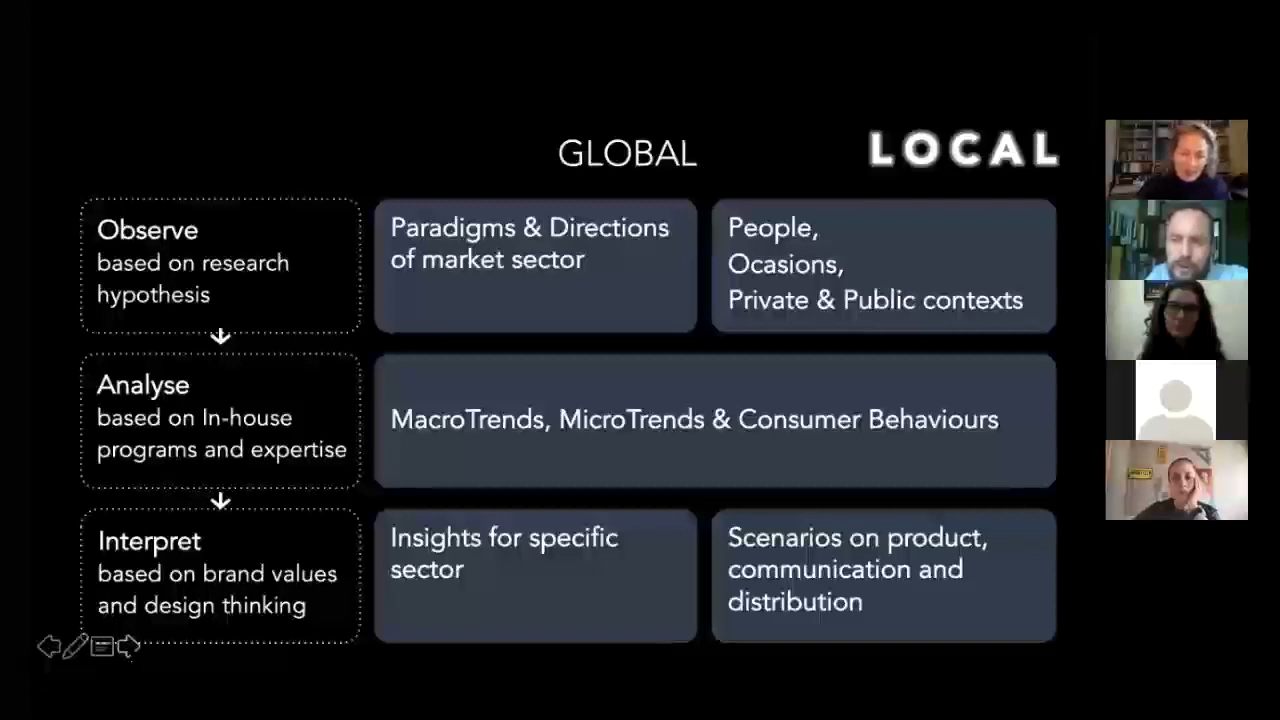 GLOBAL
LOCAL
Observe
based on research
hypothesis
Paradigms & Directions
of market sector
People,
Ocasions,
Private & Public contexts
Analyse
based on In-house
programs and expertise
MacroTrends, MicroTrends & Consumer Behaviours
Interpret
based on brand values
and design thinking
Insights for specific
sector
Scenarios on product,
communication and
distribution